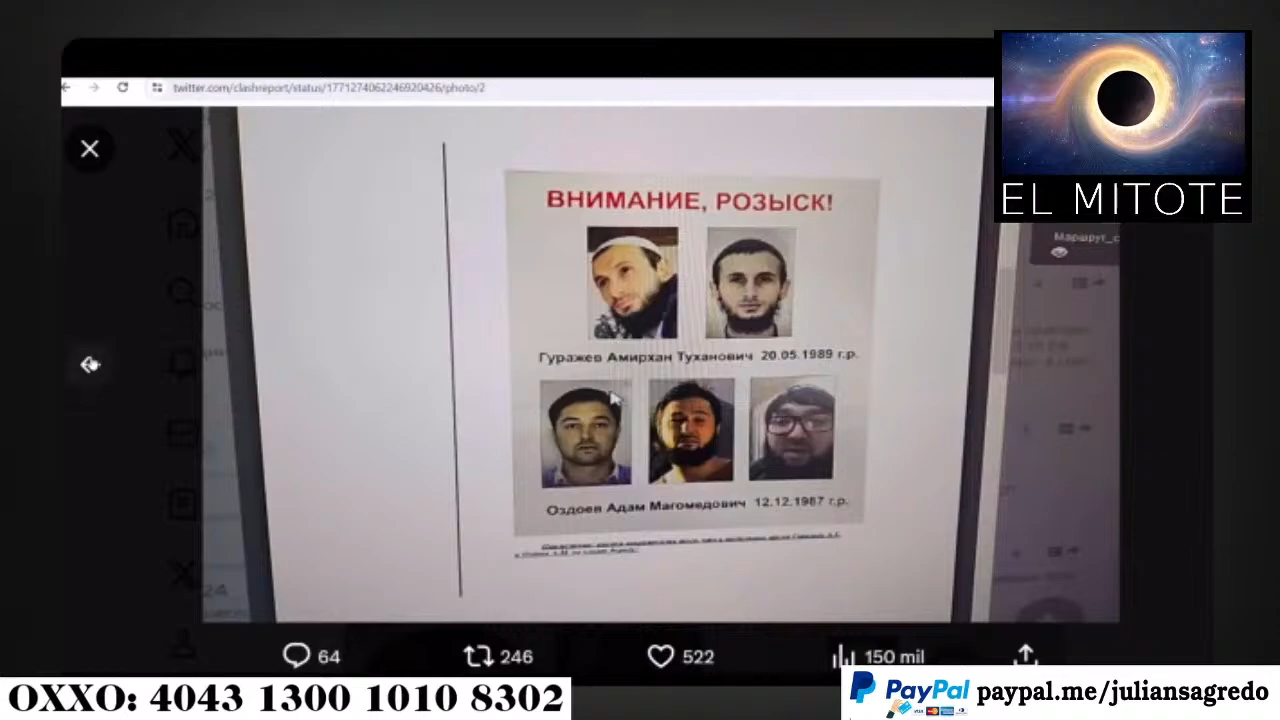 twitter.com/clashreport/status/1771274062246920426/photo/2
EL MITOTE
ВНИМАНИЕ, РОЗЫСК!
Гуражев Амирхан Туханович 20.05.1989 г.р.
Оздоев Адам Магомедович 12.12.1987 г.р.
64
246
522
150 mil
OXXO: 4043 1300 1010 8302
PayPal paypal.me/juliansagredo